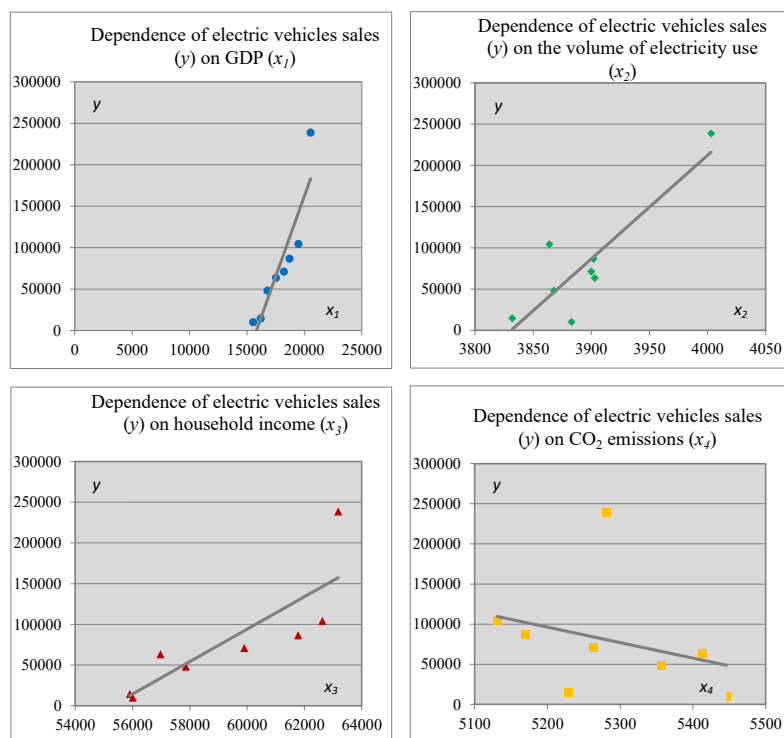 Dependence of electric vehicles sales
(y) on GDP (x1)
300000
250000
200000
150000
100000
50000
0
y
x1
0 5000 10000 15000 20000 25000
Dependence of electric vehicles sales
(y) on the volume of electricity use
(x2)
300000
250000
200000
150000
100000
50000
0
y
x2
3800 3850 3900 3950 4000 4050
Dependence of electric vehicles sales
(y) on household income (x3)
300000
250000
200000
150000
100000
50000
0
y
x3
54000 56000 58000 60000 62000 64000
Dependence of electric vehicles sales
(y) on CO2 emissions (x4)
300000
250000
200000
150000
100000
50000
0
y
x4
5100 5200 5300 5400 5500